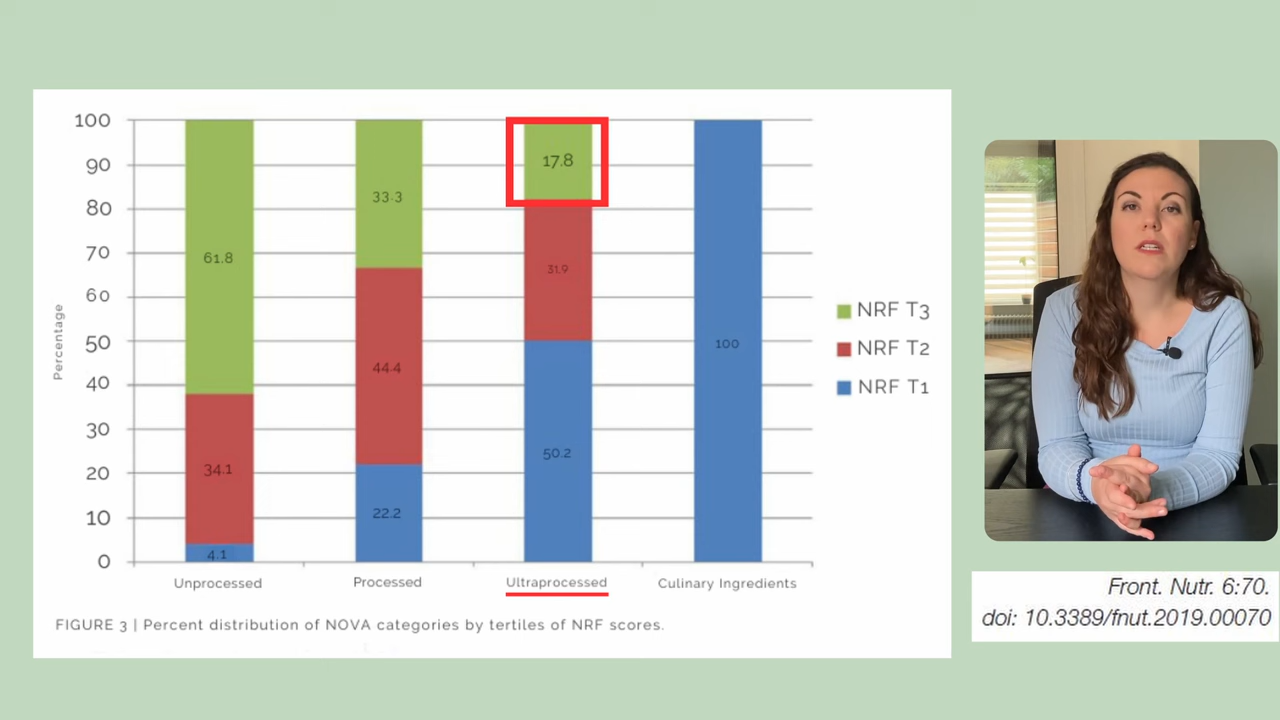 100
90
80
70
60
50
40
30
20
10
0
Percentage
61.8
34.1
4.1
33.3
44.4
22.2
17.8
31.9
50.2
100
Unprocessed
Processed
Ultraprocessed
Culinary Ingredients
NRF T3
NRF T2
NRF T1
FIGURE 3 | Percent distribution of NOVA categories by tertiles of NRF scores.
Front. Nutr. 6:70.
doi: 10.3389/fnut.2019.00070